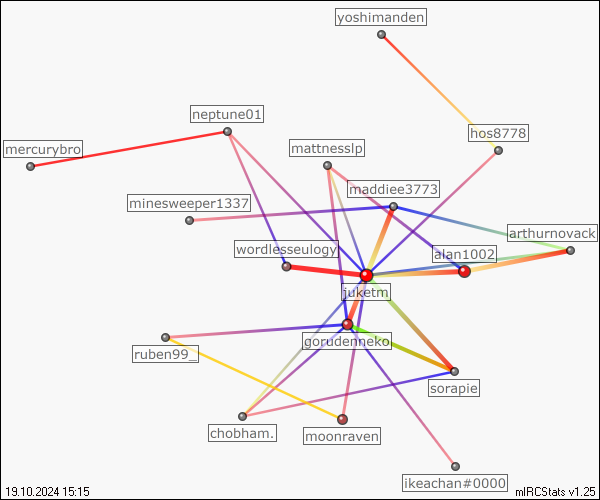 yoshimanden
neptune01
hos8778
mercurybro
mattnesslp
maddiee3773
minesweeper1337
arthurnovack
wordlesseulogy
alan1002
juketm
gorddenneko
ruben99_
sorapie
chobham.
moonraven
ikeachan#0000
19.10.2024 15:15
mIRCStats v1.25